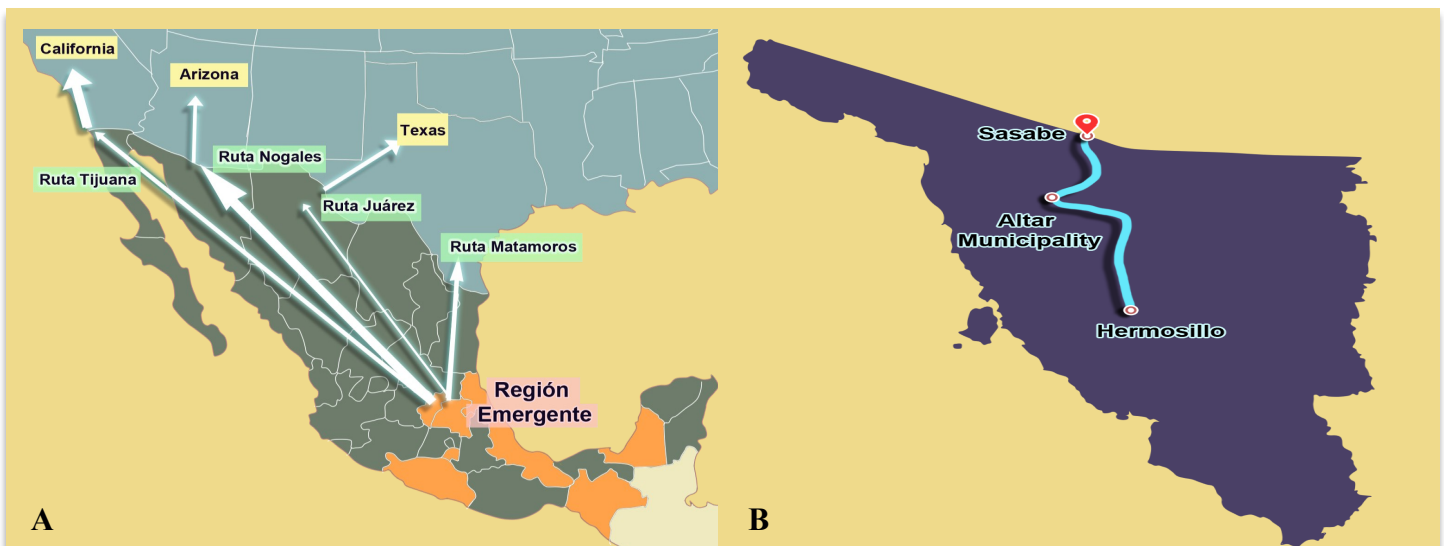 California
Arizona
Texas
Ruta Nogales
Ruta Tijuana
Ruta Juárez
Ruta Matamoros
Región
Emergente
A
Sasabe
Altar
Municipality
Hermosillo
B